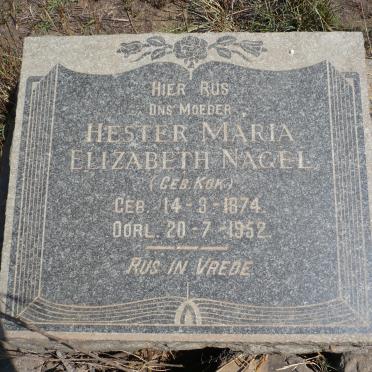 HIER RUS
ONS MOEDER
HESTER MARIA
ELIZABETH NAGEL
(GEB. KOK.)
GEB. 14-3-1874.
OORL. 20-7-1952.
RUS IN VREDE